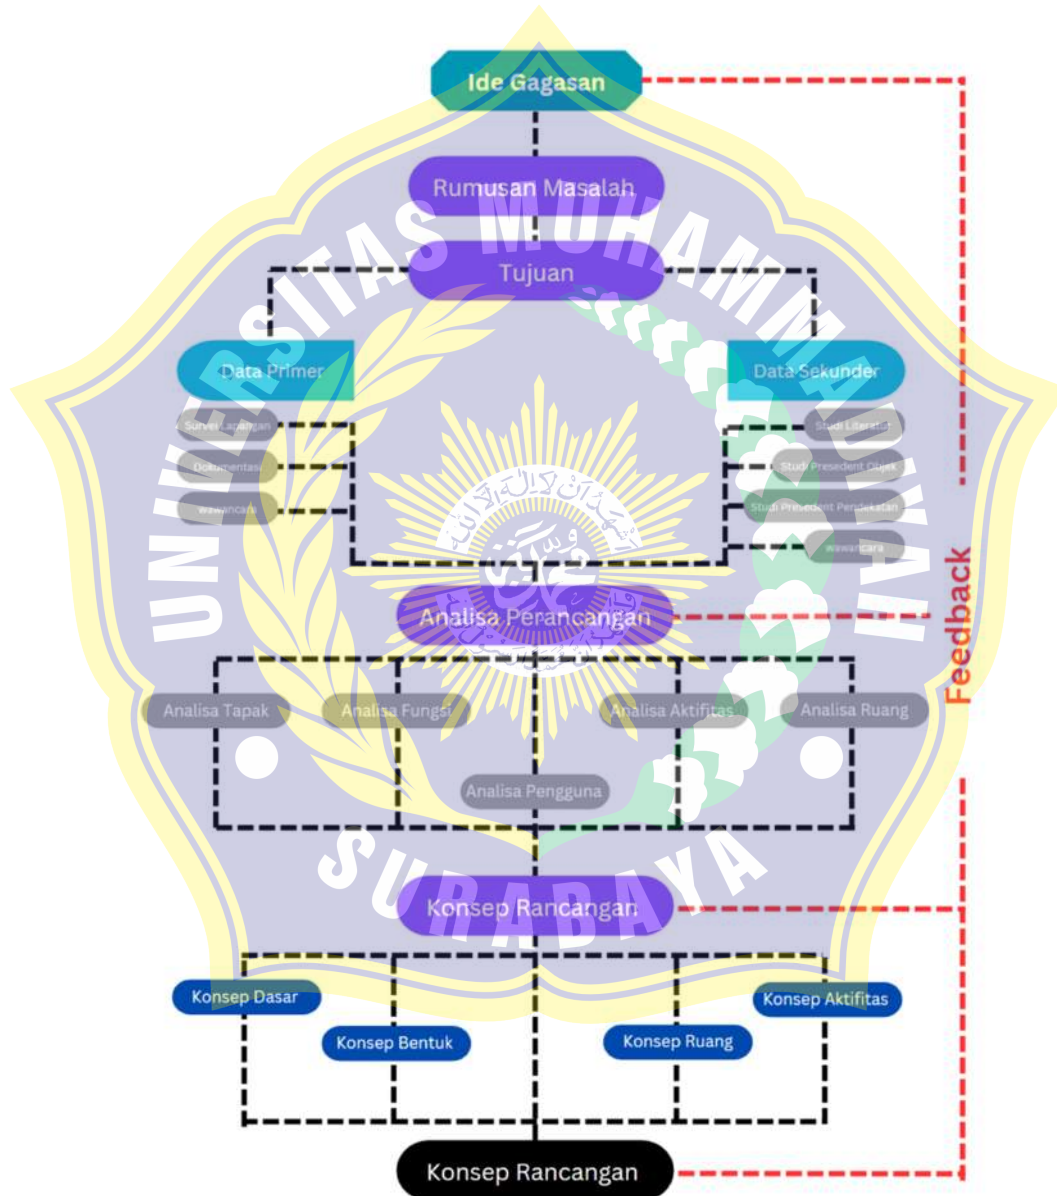 Ide Gagasan
Rumusan Masalah
Tujuan
Data Primer
Data Sekunder
Survei Lapangan
Dokumentasi
wawancara
Studi Literatur
Studi Presedent Objek
Studi Presedent Pendekatan
wawancara
Analisa Perancangan
Feedback
Analisa Tapak
Analisa Fungsi
Analisa Aktifitas
Analisa Ruang
Analisa Pengguna
Konsep Rancangan
Konsep Dasar
Konsep Bentuk
Konsep Ruang
Konsep Aktifitas
Konsep Rancangan
UNIVERSITAS MUHAMMADIYAH
SURABAYA